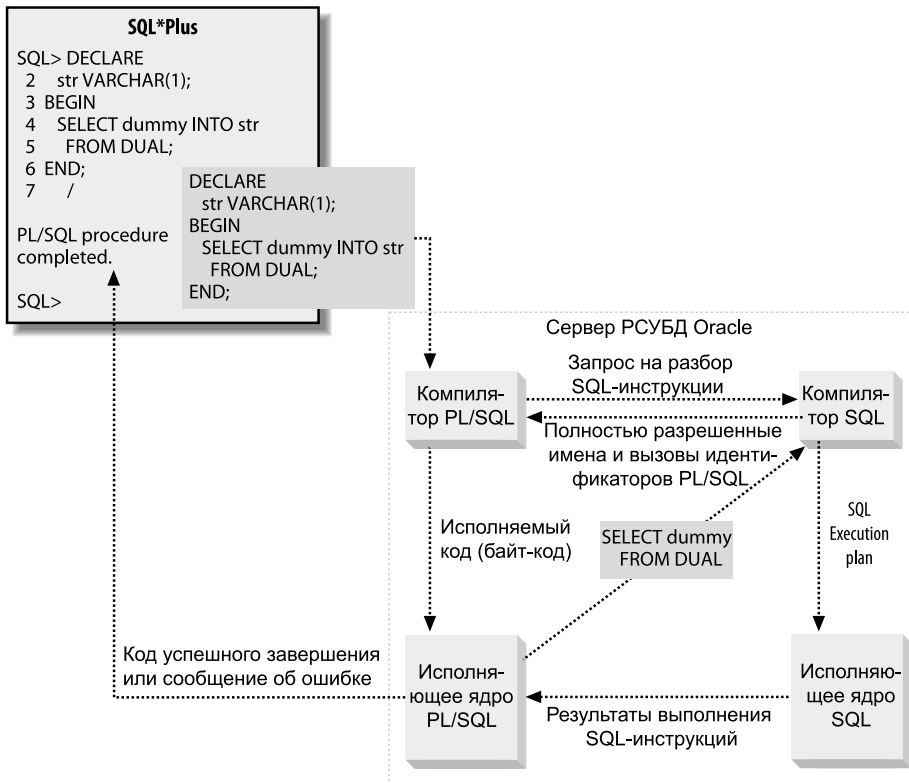 SQL*Plus
SQL> DECLARE
2 str VARCHAR(1);
3 BEGIN
4 SELECT dummy INTO str
5 FROM DUAL;
6 END;
7 /
PL/SQL procedure
completed.
SQL>
DECLARE
str VARCHAR(1);
BEGIN
SELECT dummy INTO str
FROM DUAL;
END;
Сервер РСУБД Oracle
Запрос на разбор
SQL-инструкции
Компиля-
тор PL/SQL
Компиля-
тор SQL
Полностью разрешенные
имена и вызовы иденти-
фикаторов PL/SQL
Исполняемый
код (байт-код)
SELECT dummy
FROM DUAL
SQL
Execution
plan
Код успешного завершения
или сообщение об ошибке
Исполня-
ющее ядро
PL/SQL
Результаты выполнения
SQL-инструкций
Исполняю-
щее ядро
SQL